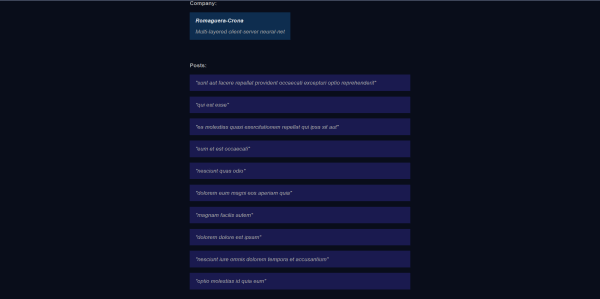 Company:
Romaguera-Crona
Multi-layered client-server neural-net
Posts:
"sunt aut facere repellat provident occaecati excepturi optio reprehenderit"
"qui est esse"
"ea molestias quasi exercitationem repellat qui ipsa sit aut"
"eum et est occaecati"
"nesciunt quas odio"
"dolorem eum magni eos aperiam quia"
"magnam facilis autem"
"dolorem dolore est ipsam"
"nesciunt iure omnis dolorem tempora et accusantium"
"optio molestias id quia eum"